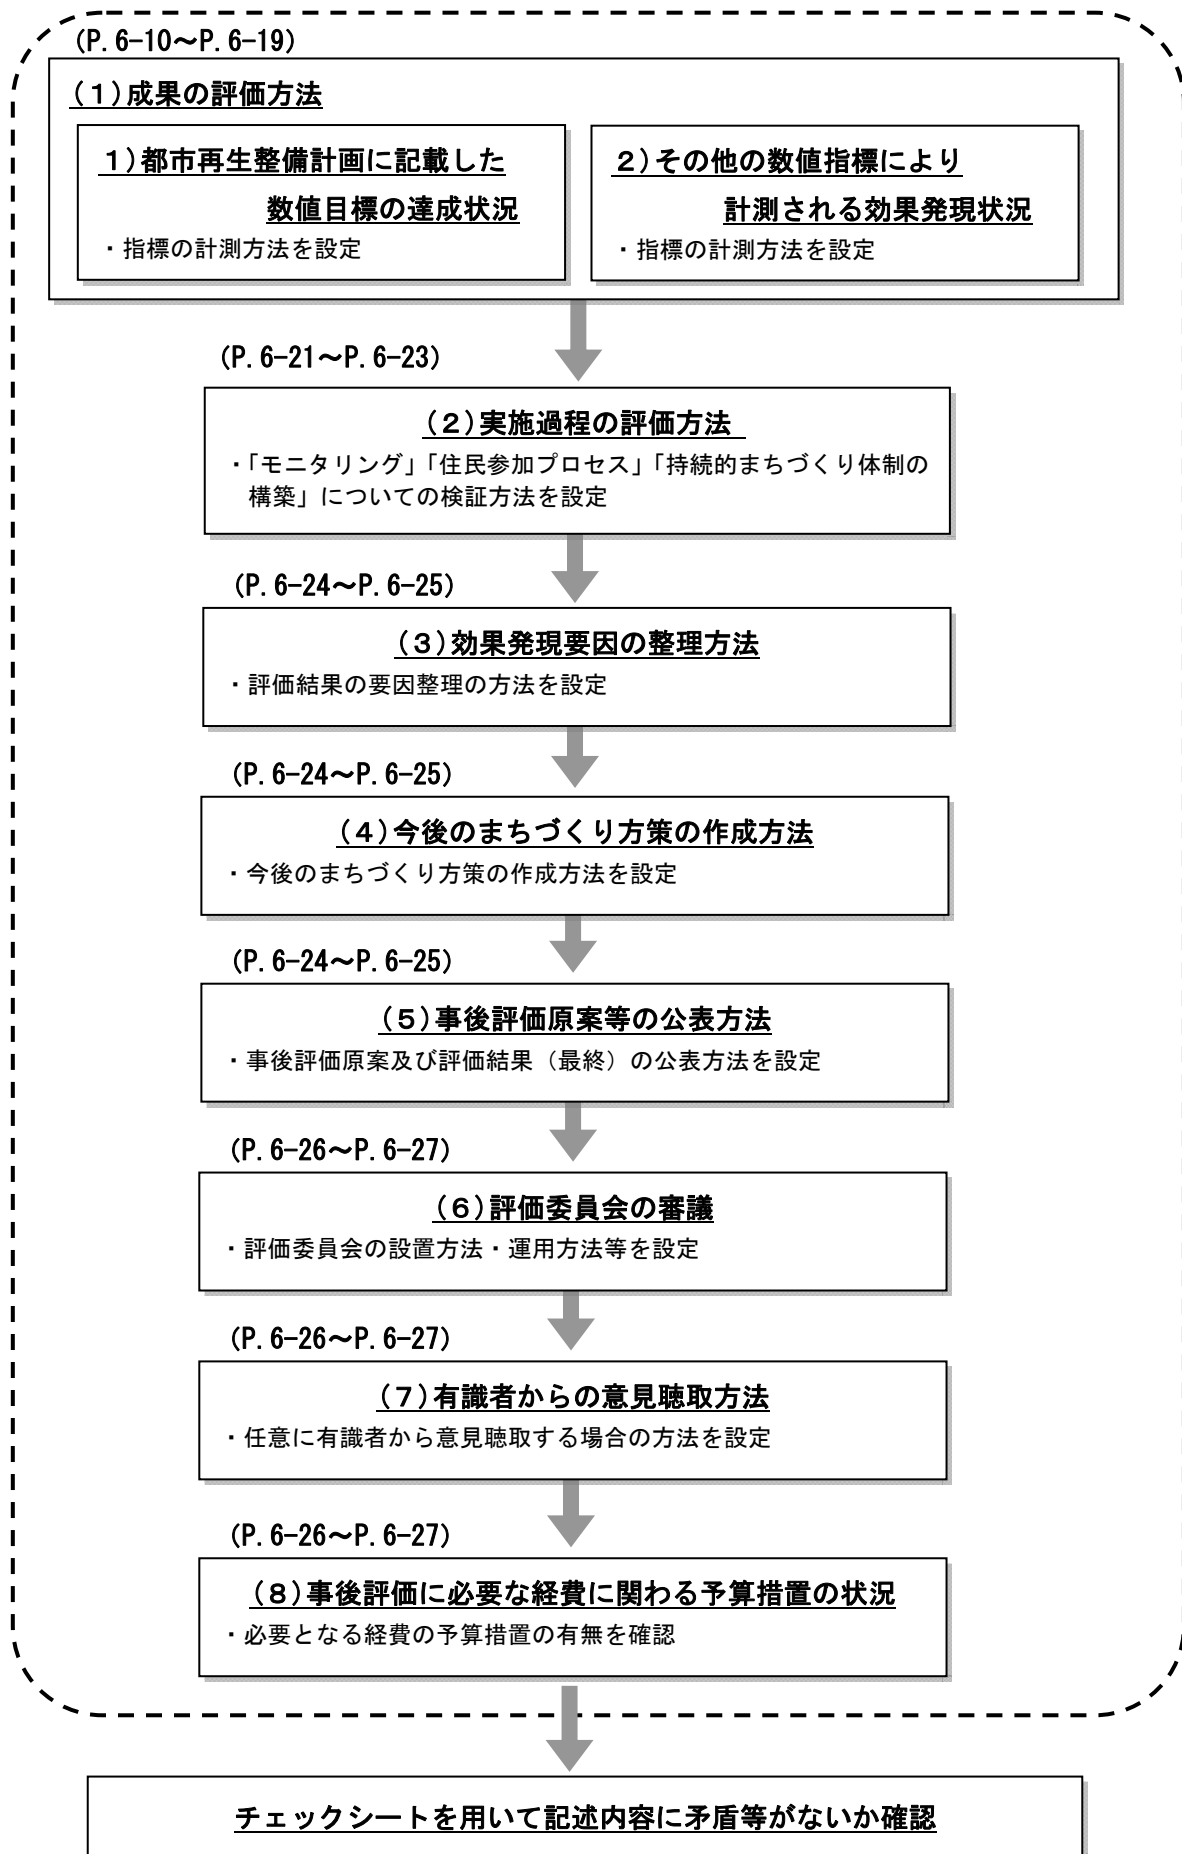 (P. 6-10～P. 6-19)
(１)成果の評価方法
１)都市再生整備計画に記載した
数値目標の達成状況
・指標の計測方法を設定
２)その他の数値指標により
計測される効果発現状況
・指標の計測方法を設定
(P. 6-21～P. 6-23)
(２)実施過程の評価方法
・「モニタリング」「住民参加プロセス」「持続的まちづくり体制の
構築」についての検証方法を設定
(P. 6-24～P. 6-25)
(３)効果発現要因の整理方法
・評価結果の要因整理の方法を設定
(P. 6-24～P. 6-25)
(４)今後のまちづくり方策の作成方法
・今後のまちづくり方策の作成方法を設定
(P. 6-24～P. 6-25)
(５)事後評価原案等の公表方法
・事後評価原案及び評価結果（最終）の公表方法を設定
(P. 6-26～P. 6-27)
(６)評価委員会の審議
・評価委員会の設置方法・運用方法等を設定
(P. 6-26～P. 6-27)
(７)有識者からの意見聴取方法
・任意に有識者から意見聴取する場合の方法を設定
(P. 6-26～P. 6-27)
(８)事後評価に必要な経費に関わる予算措置の状況
・必要となる経費の予算措置の有無を確認
チェックシートを用いて記述内容に矛盾等がないか確認